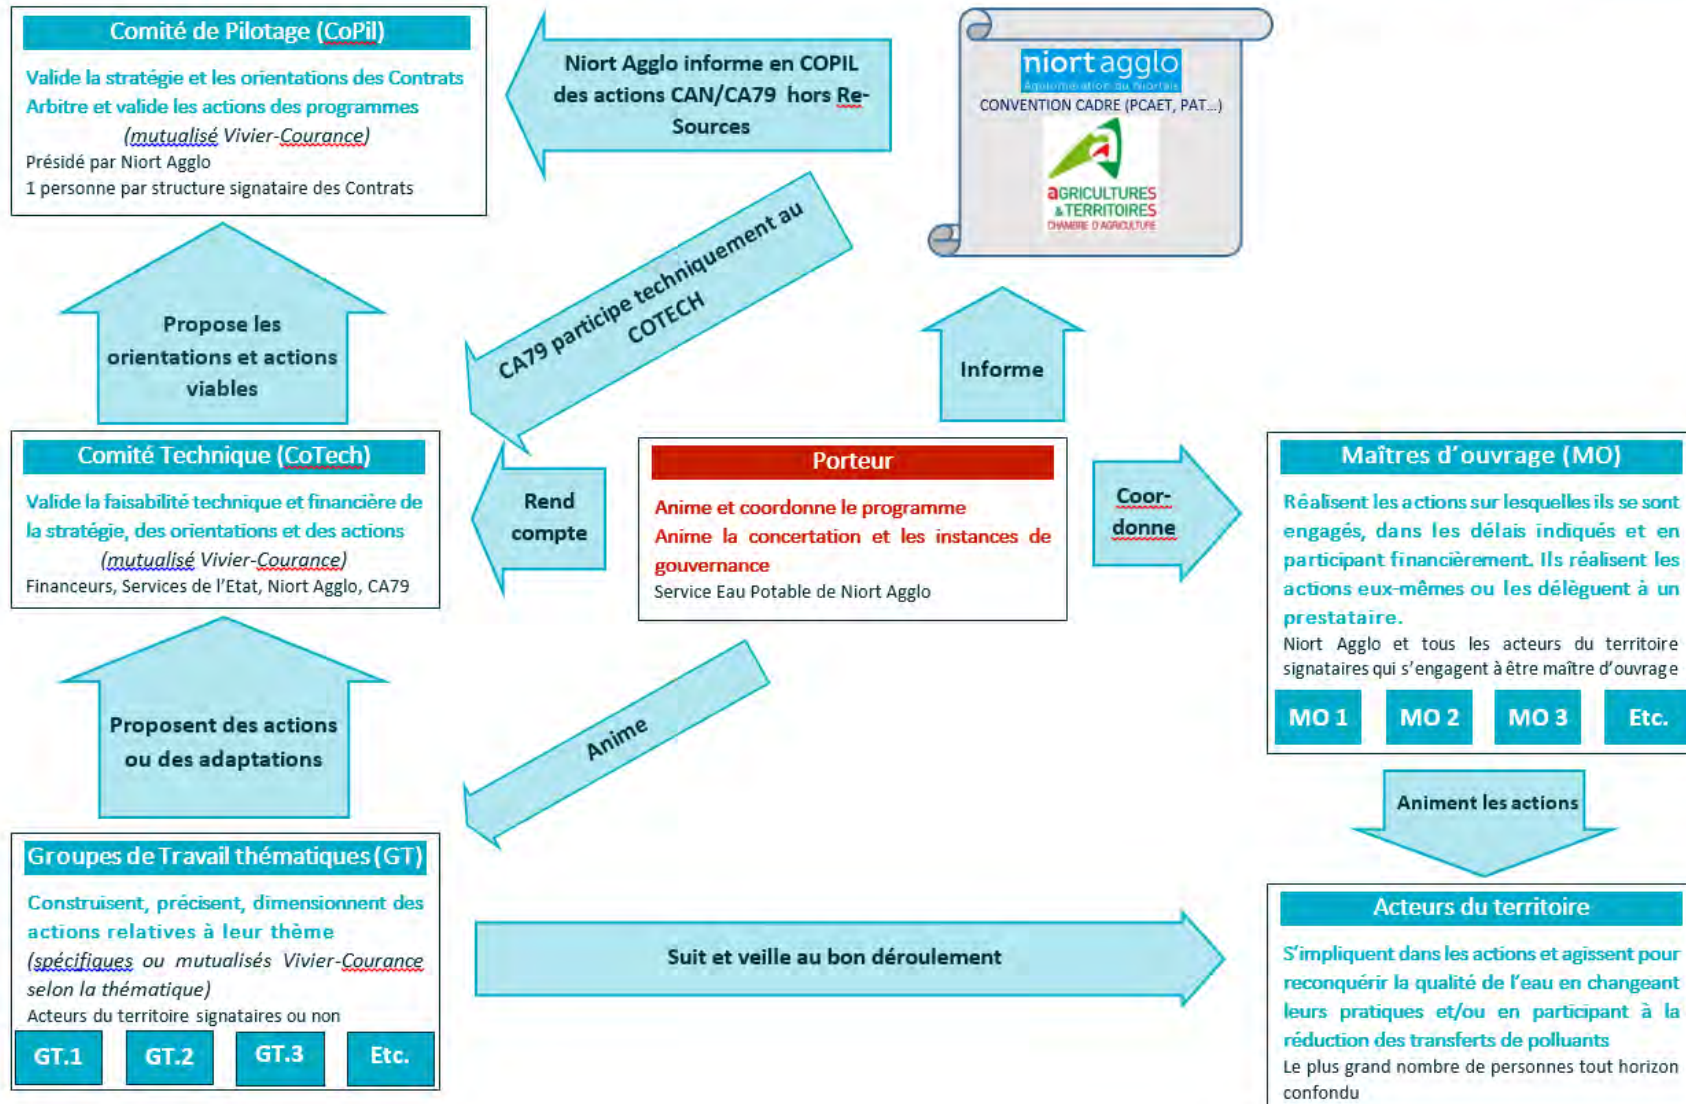 Comité de Pilotage (CoPil)
Valide la stratégie et les orientations des Contrats
Arbitre et valide les actions des programmes
(mutualisé Vivier-Courance)
Présidé par Niort Agglo
1 personne par structure signataire des Contrats
Niort Agglo informe en COPIL
des actions CAN/CA79 hors Re-
Sources
niort agglo
Agglomération du Niortais
CONVENTION CADRE (PCAET, PAT...)
aGRICULTURES
& TERRITOIRES
CHAMBRE D'AGRICULTURE
CA79 participe techniquement au
COTECH
Propose les
orientations et actions
viables
Informe
Comité Technique (CoTech)
Valide la faisabilité technique et financière de
la stratégie, des orientations et des actions
(mutualisé Vivier-Courance)
Financeurs, Services de l'Etat, Niort Agglo, CA79
Rend
compte
Porteur
Anime et coordonne le programme
Anime la concertation et les instances de
gouvernance
Service Eau Potable de Niort Agglo
Coor-
donne
Maîtres d'ouvrage (MO)
Réalisent les actions sur lesquelles ils se sont
engagés, dans les délais indiqués et en
participant financièrement. Ils réalisent les
actions eux-mêmes ou les délèguent à un
prestataire.
Niort Agglo et tous les acteurs du territoire
signataires qui s'engagent à être maître d'ouvrage
MO 1
MO 2
MO 3
Etc.
Proposent des actions
ou des adaptations
Anime
Animent les actions
Groupes de Travail thématiques (GT)
Construisent, précisent, dimensionnent des
actions relatives à leur thème
(spécifiques ou mutualisés Vivier-Courance
selon la thématique)
Acteurs du territoire signataires ou non
GT.1
GT.2
GT.3
Etc.
Suit et veille au bon déroulement
Acteurs du territoire
S'impliquent dans les actions et agissent pour
reconquérir la qualité de l'eau en changeant
leurs pratiques et/ou en participant à la
réduction des transferts de polluants
Le plus grand nombre de personnes tout horizon
confondu